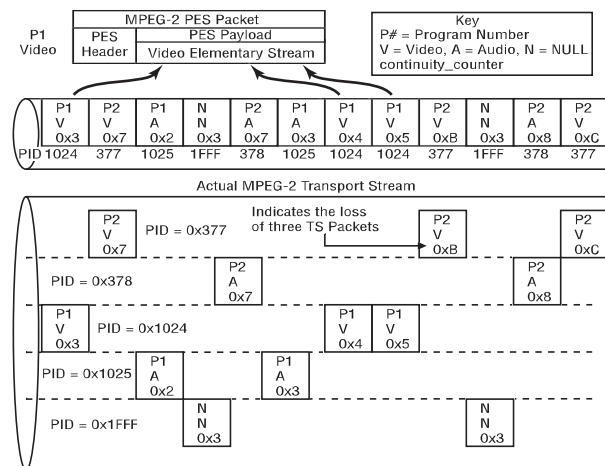 MPEG-2 PES Packet
P1
Video
PES
Header
PES Payload
Video Elementary Stream
Key
P# = Program Number
V = Video, A = Audio, N = NULL
continuity_counter
P1 P2 P1 N P2 P1 P1 P1 P2 N P2 P2
V V A N A A V V V N A V
0x3 0x7 0x2 0x3 0x7 0x3 0x4 0x5 0xB 0x3 0x8 0xC
PID 1024 377 1025 1FFF 378 1025 1024 1024 377 1FFF 378 377
Actual MPEG-2 Transport Stream
P2
V
0x7
PID = 0x377
Indicates the loss
of three TS Packets
P2
V
0xB
P2
V
0xC
PID = 0x378
P2
A
0x7
P2
A
0x8
P1
V
0x3
PID = 0x1024
P1
V
0x4
P1
V
0x5
PID = 0x1025
P1
A
0x2
P1
A
0x3
PID = 0x1FFF
N
N
0x3
N
N
0x3